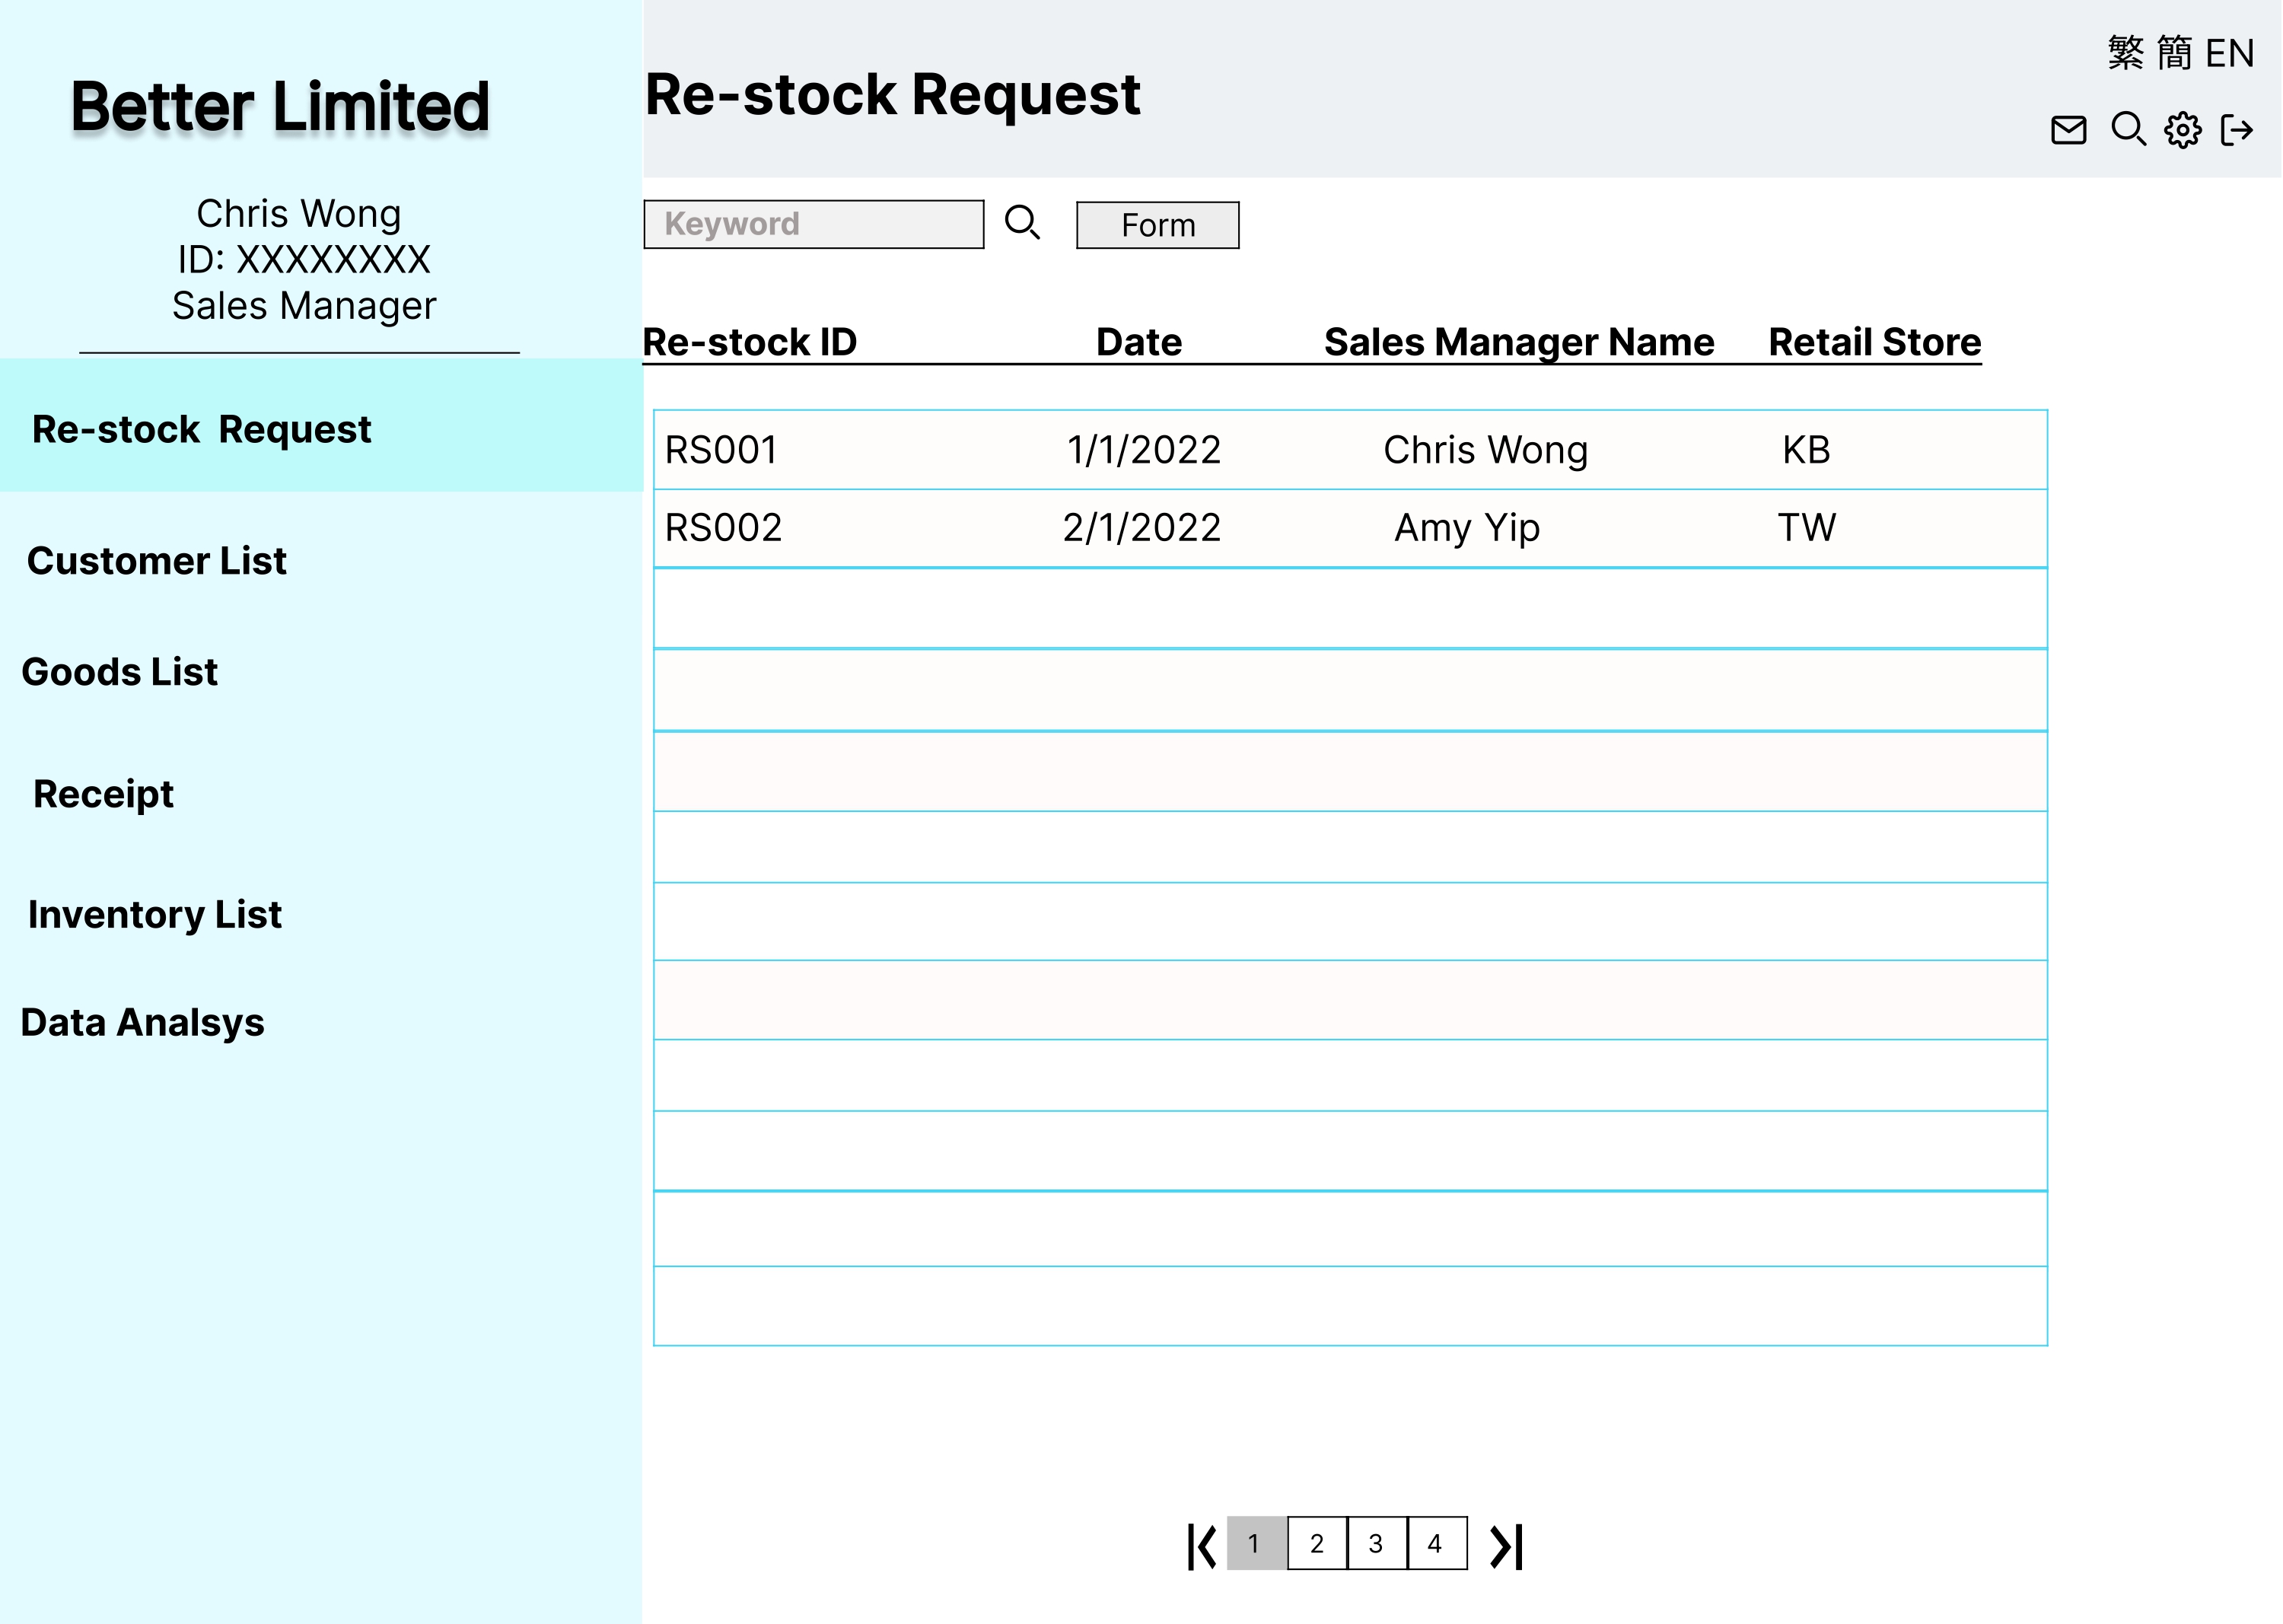 Better Limited
Chris Wong
ID: XXXXXXXX
Sales Manager
Re-stock  Request
Customer List
Goods List
Receipt
Inventory List
Data Analsys
Re-stock Request
繁 簡 EN
Keyword
Form
Re-stock ID Date Sales Manager Name Retail Store
RS001 1/1/2022 Chris Wong KB
RS002 2/1/2022 Amy Yip TW
1 2 3 4